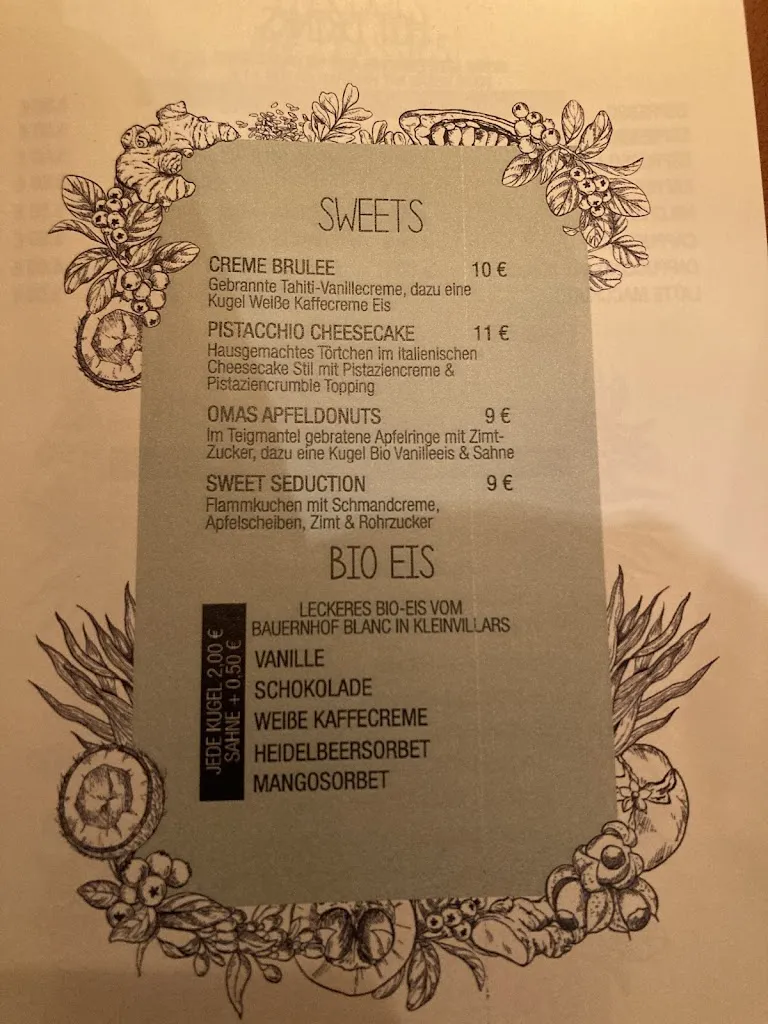 SWEETS
CREME BRULEE 10 €
Gebrannte Tahiti-Vanillecreme, dazu eine
Kugel Weiße Kaffecreme Eis
PISTACCHIO CHEESECAKE 11 €
Hausgemachtes Törtchen im italienischen
Cheesecake Stil mit Pistaziencreme &
Pistaziencrumble Topping
OMAS APFELDONUTS 9 €
Im Teigmantel gebratene Apfelringe mit Zimt-
Zucker, dazu eine Kugel Bio Vanilleeis & Sahne
SWEET SEDUCTION 9 €
Flammkuchen mit Schmandcreme,
Apfelscheiben, Zimt & Rohrzucker
BIO EIS
LECKERES BIO-EIS VOM
BAUERNHOF BLANC IN KLEINVILLARS
JEDE KUGEL 2,00 €
SAHNE + 0,50 €
VANILLE
SCHOKOLADE
WEIßE KAFFECREME
HEIDELBEERSORBET
MANGOSORBET